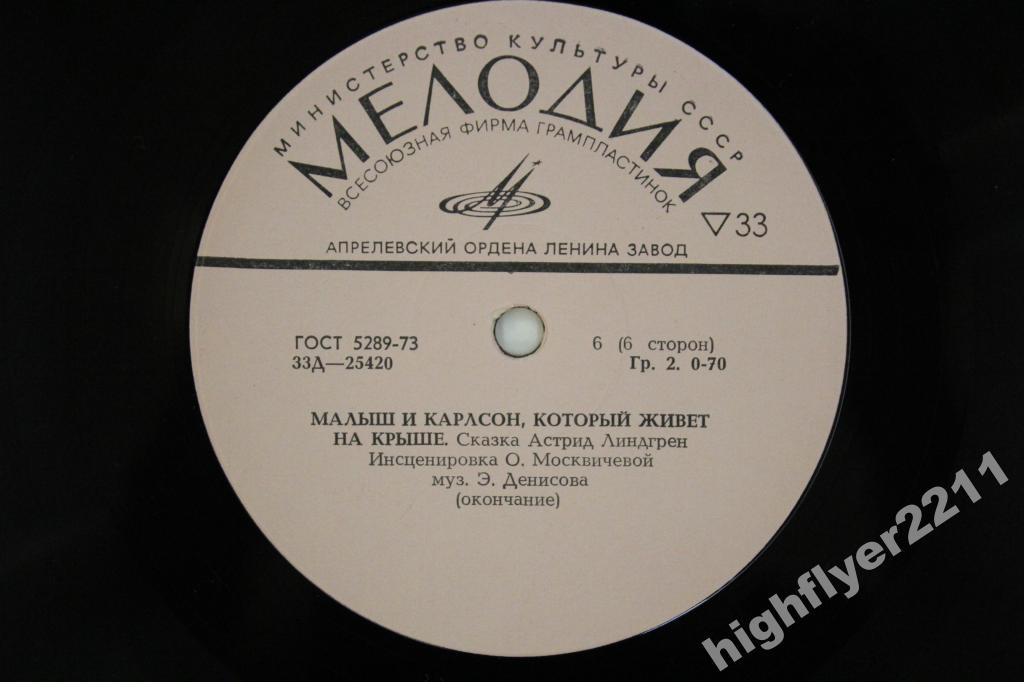 МИНИСТЕРСТВО КУЛЬТУРЫ СССР
МЕЛОДИЯ
ВСЕСОЮЗНАЯ ФИРМА ГРАМПЛАСТИНОК
▽33
АПРЕЛЕВСКИЙ ОРДЕНА ЛЕНИНА ЗАВОД
ГОСТ 5289-73
33Д—25420
6 (6 сторон)
Гр. 2. 0-70
МАЛЫШ И КАРЛСОН, КОТОРЫЙ ЖИВЕТ
НА КРЫШЕ. Сказка Астрид Линдгрен
Инсценировка О. Москвичевой
муз. Э. Денисова
(окончание)
highflyer2211